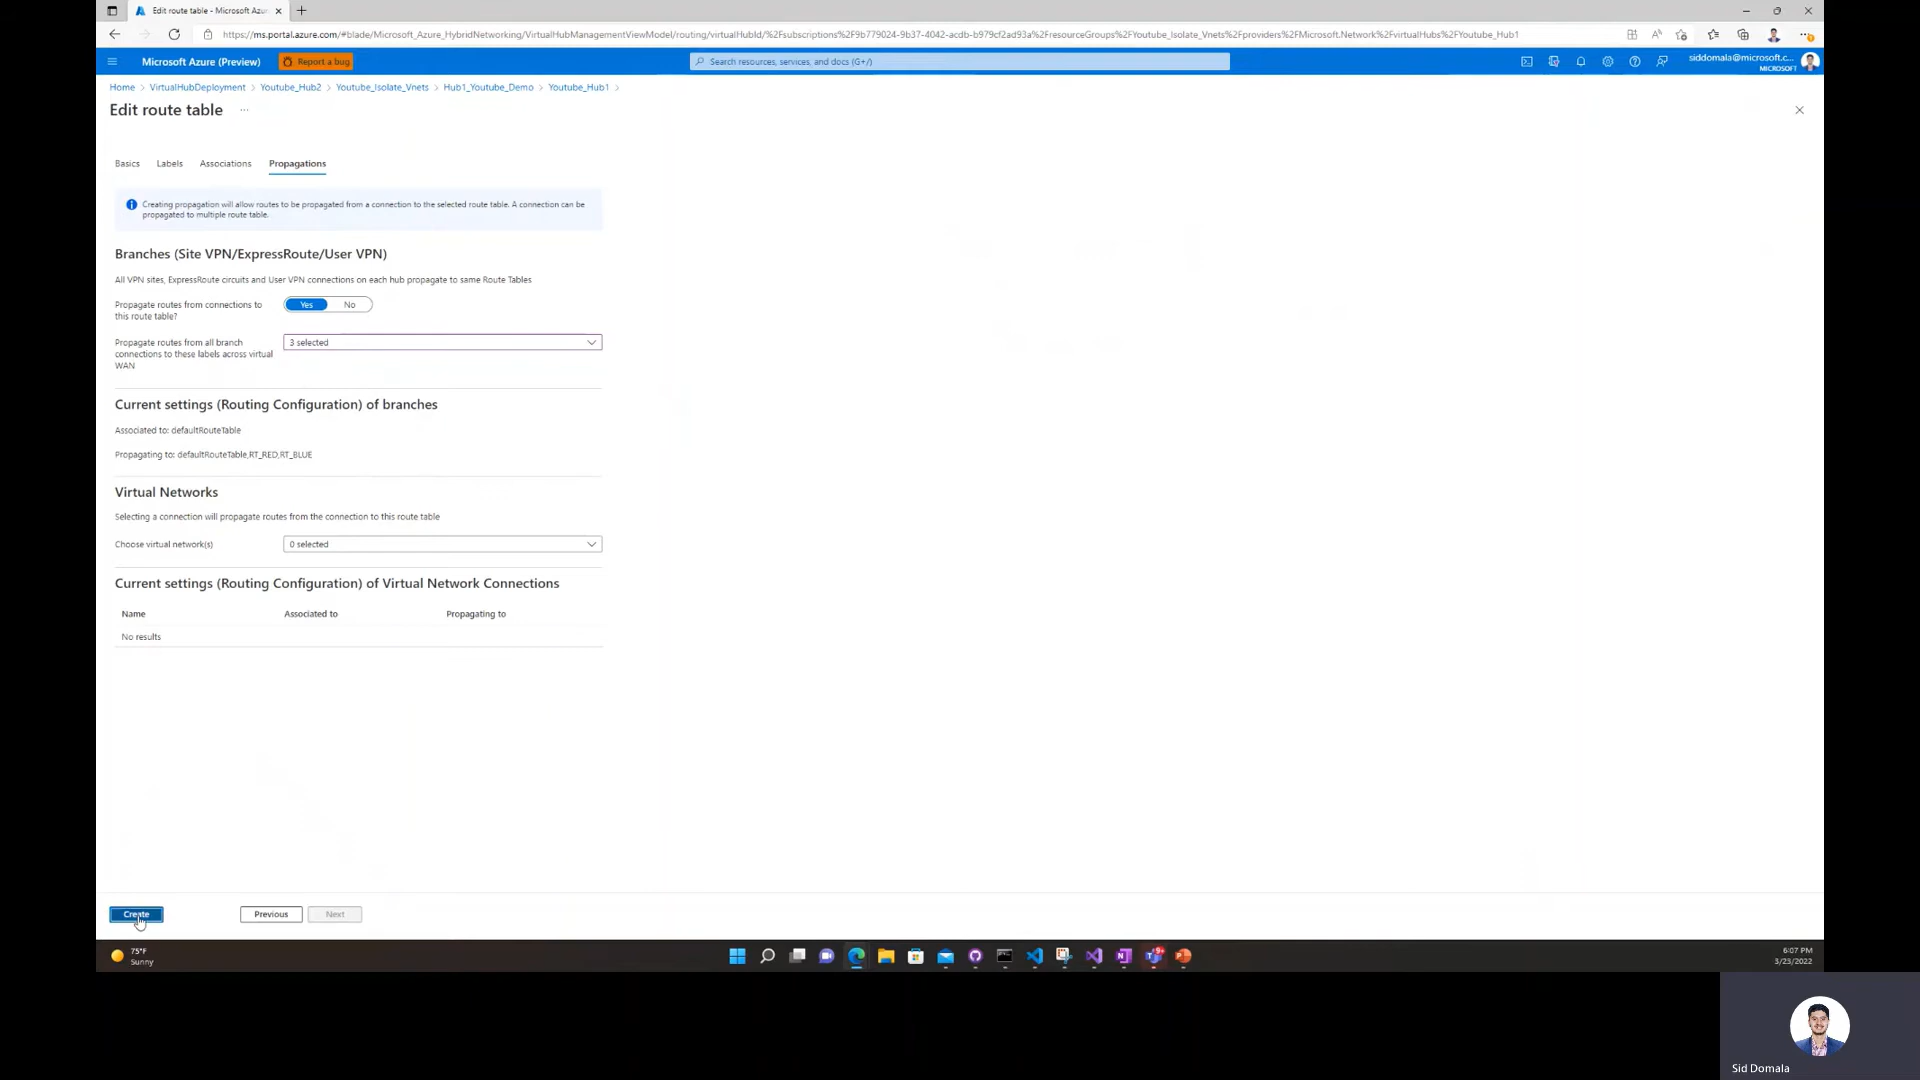 Edit route table - Microsoft Azu
https://ms.portal.azure.com/#blade/Microsoft_Azure_HybridNetworking/VirtualHubManagementViewModel/routing/virtualHubId/%2Fsubscriptions%2F9b779024-9b37-4042-acdb-b979cf2ad93a%2FresourceGroups%2FYoutube_Isolate_Vnets%2Fproviders%2FMicrosoft.Network%2FvirtualHubs%2FYoutube_Hub1
Microsoft Azure (Preview)
Report a bug
Search resources, services, and docs (G+/)
siddomala@microsoft.c...
MICROSOFT
Home > VirtualHubDeployment > Youtube_Hub2 > Youtube_Isolate_Vnets > Hub1_Youtube_Demo > Youtube_Hub1 >
Edit route table ...
Basics Labels Associations Propagations
Creating propagation will allow routes to be propagated from a connection to the selected route table. A connection can be
propagated to multiple route table.
Branches (Site VPN/ExpressRoute/User VPN)
All VPN sites, ExpressRoute circuits and User VPN connections on each hub propagate to same Route Tables
Propagate routes from connections to
this route table?
Yes No
Propagate routes from all branch
connections to these labels across virtual
WAN
3 selected
Current settings (Routing Configuration) of branches
Associated to: defaultRouteTable
Propagating to: defaultRouteTable,RT_RED,RT_BLUE
Virtual Networks
Selecting a connection will propagate routes from the connection to this route table
Choose virtual network(s)
0 selected
Current settings (Routing Configuration) of Virtual Network Connections
Name Associated to Propagating to
No results
Create Previous Next
75°F
Sunny
6:07 PM
3/23/2022
Sid Domala